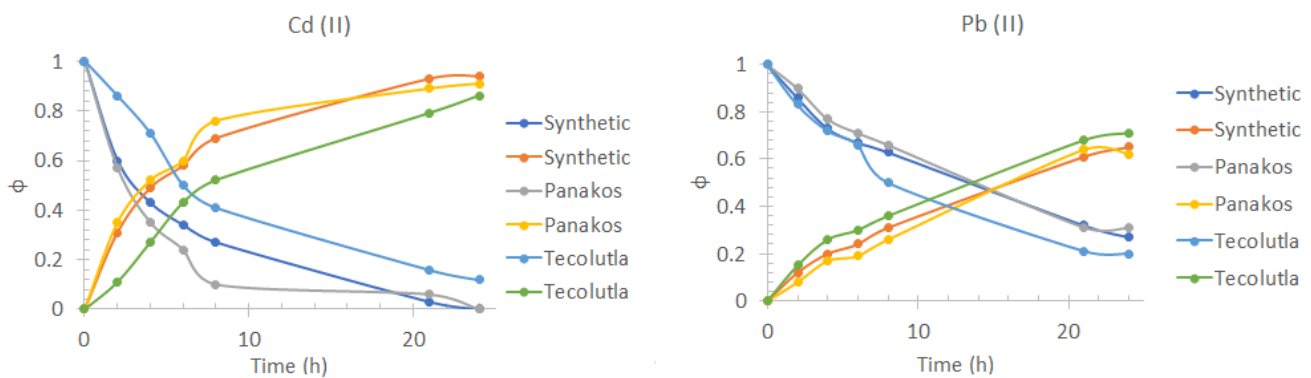 Cd (II)
1
0.8
0.6
0.4
0.2
0
ϕ
0
10
20
Time (h)
Synthetic
Synthetic
Panakos
Panakos
Tecolutla
Tecolutla
Pb (II)
1
0.8
0.6
0.4
0.2
0
ϕ
0
10
20
Time (h)
Synthetic
Synthetic
Panakos
Panakos
Tecolutla
Tecolutla